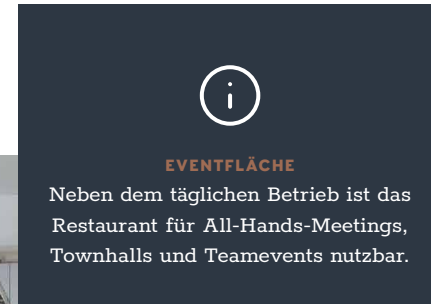 EVENTFLÄCHE
Neben dem täglichen Betrieb ist das
Restaurant für All-Hands-Meetings,
Townhalls und Teamevents nutzbar.